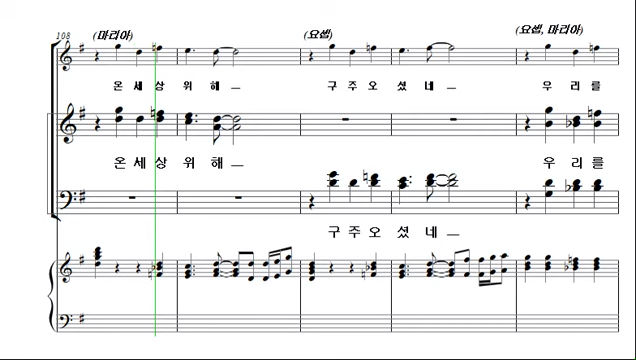 108 (마리아) (요셉) (요셉, 마리아)
온 세 상 위 해 구 주 오 셨 네 우 리 를
온 세 상 위 해 우 리 를
구 주 오 셨 네